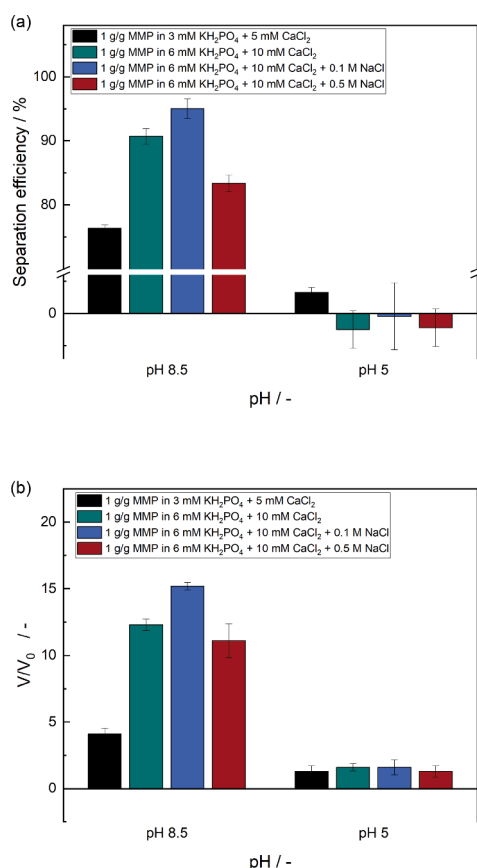 (a)
1 g/g MMP in 3 mM KH₂PO₄ + 5 mM CaCl₂
1 g/g MMP in 6 mM KH₂PO₄ + 10 mM CaCl₂
1 g/g MMP in 6 mM KH₂PO₄ + 10 mM CaCl₂ + 0.1 M NaCl
1 g/g MMP in 6 mM KH₂PO₄ + 10 mM CaCl₂ + 0.5 M NaCl
Separation efficiency / %
100
90
80
0
pH 8.5 pH 5
pH / -
(b)
1 g/g MMP in 3 mM KH₂PO₄ + 5 mM CaCl₂
1 g/g MMP in 6 mM KH₂PO₄ + 10 mM CaCl₂
1 g/g MMP in 6 mM KH₂PO₄ + 10 mM CaCl₂ + 0.1 M NaCl
1 g/g MMP in 6 mM KH₂PO₄ + 10 mM CaCl₂ + 0.5 M NaCl
V/V₀ / -
20
15
10
5
0
pH 8.5 pH 5
pH / -